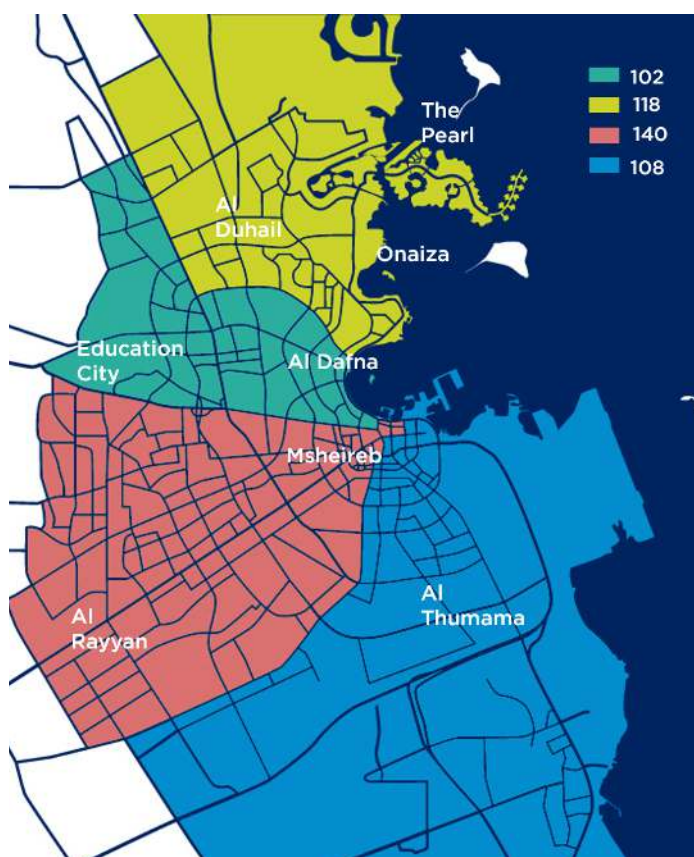 102
118
140
108
The
Pearl
Al
Duhail
Onaiza
Education
City
Al Dafna
Msheireb
Al
Thumama
Al
Rayyan